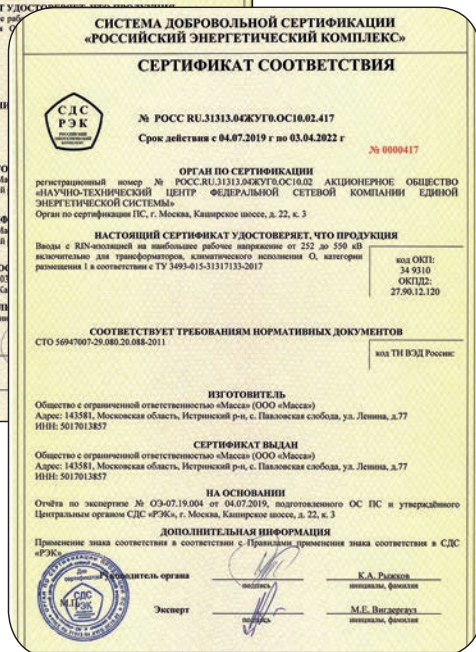 СИСТЕМА ДОБРОВОЛЬНОЙ СЕРТИФИКАЦИИ
«РОССИЙСКИЙ ЭНЕРГЕТИЧЕСКИЙ КОМПЛЕКС»
СЕРТИФИКАТ СООТВЕТСТВИЯ
СДС
РЭК
№ РОСС RU.31313.04ЖУГ0.ОС10.02.417
Срок действия с 04.07.2019 г по 03.04.2022 г
№ 0000417
ОРГАН ПО СЕРТИФИКАЦИИ
регистрационный номер № РОСС.RU.31313.04ЖУГ0.ОС10.02 АКЦИОНЕРНОЕ ОБЩЕСТВО
«НАУЧНО-ТЕХНИЧЕСКИЙ ЦЕНТР ФЕДЕРАЛЬНОЙ СЕТЕВОЙ КОМПАНИИ ЕДИНОЙ
ЭНЕРГЕТИЧЕСКОЙ СИСТЕМЫ»
Орган по сертификации ПС, г. Москва, Каширское шоссе, д. 22, к. 3
НАСТОЯЩИЙ СЕРТИФИКАТ УДОСТОВЕРЯЕТ, ЧТО ПРОДУКЦИЯ
Вводы с RIN-изоляцией на наибольшее рабочее напряжение от 252 до 550 кВ
включительно для трансформаторов, климатического исполнения О, категории
размещения 1 в соответствии с ТУ 3493-015-31317133-2017
код ОКП:
34 9310
ОКПД2:
27.90.12.120
СООТВЕТСТВУЕТ ТРЕБОВАНИЯМ НОРМАТИВНЫХ ДОКУМЕНТОВ
СТО 56947007-29.080.20.088-2011
код ТН ВЭД России:
ИЗГОТОВИТЕЛЬ
Общество с ограниченной ответственностью «Масса» (ООО «Масса»)
Адрес: 143581, Московская область, Истринский р-н, с. Павловская слобода, ул. Ленина, д.77
ИНН: 5017013857
СЕРТИФИКАТ ВЫДАН
Общество с ограниченной ответственностью «Масса» (ООО «Масса»)
Адрес: 143581, Московская область, Истринский р-н, с. Павловская слобода, ул. Ленина, д.77
ИНН: 5017013857
НА ОСНОВАНИИ
Отчёта по экспертизе № ОЭ-07.19.004 от 04.07.2019, подготовленного ОС ПС и утверждённого
Центральным органом СДС «РЭК», г. Москва, Каширское шоссе, д. 22, к. 3
ДОПОЛНИТЕЛЬНАЯ ИНФОРМАЦИЯ
Применение знака соответствия в соответствии с Правилами применения знака соответствия в СДС
«РЭК»
Руководитель органа
подпись
К.А. Рыжков
инициалы, фамилия
М.П.
Эксперт
подпись
М.Е. Вигдергауз
инициалы, фамилия
Для
сертификатов
СДС
РЭК